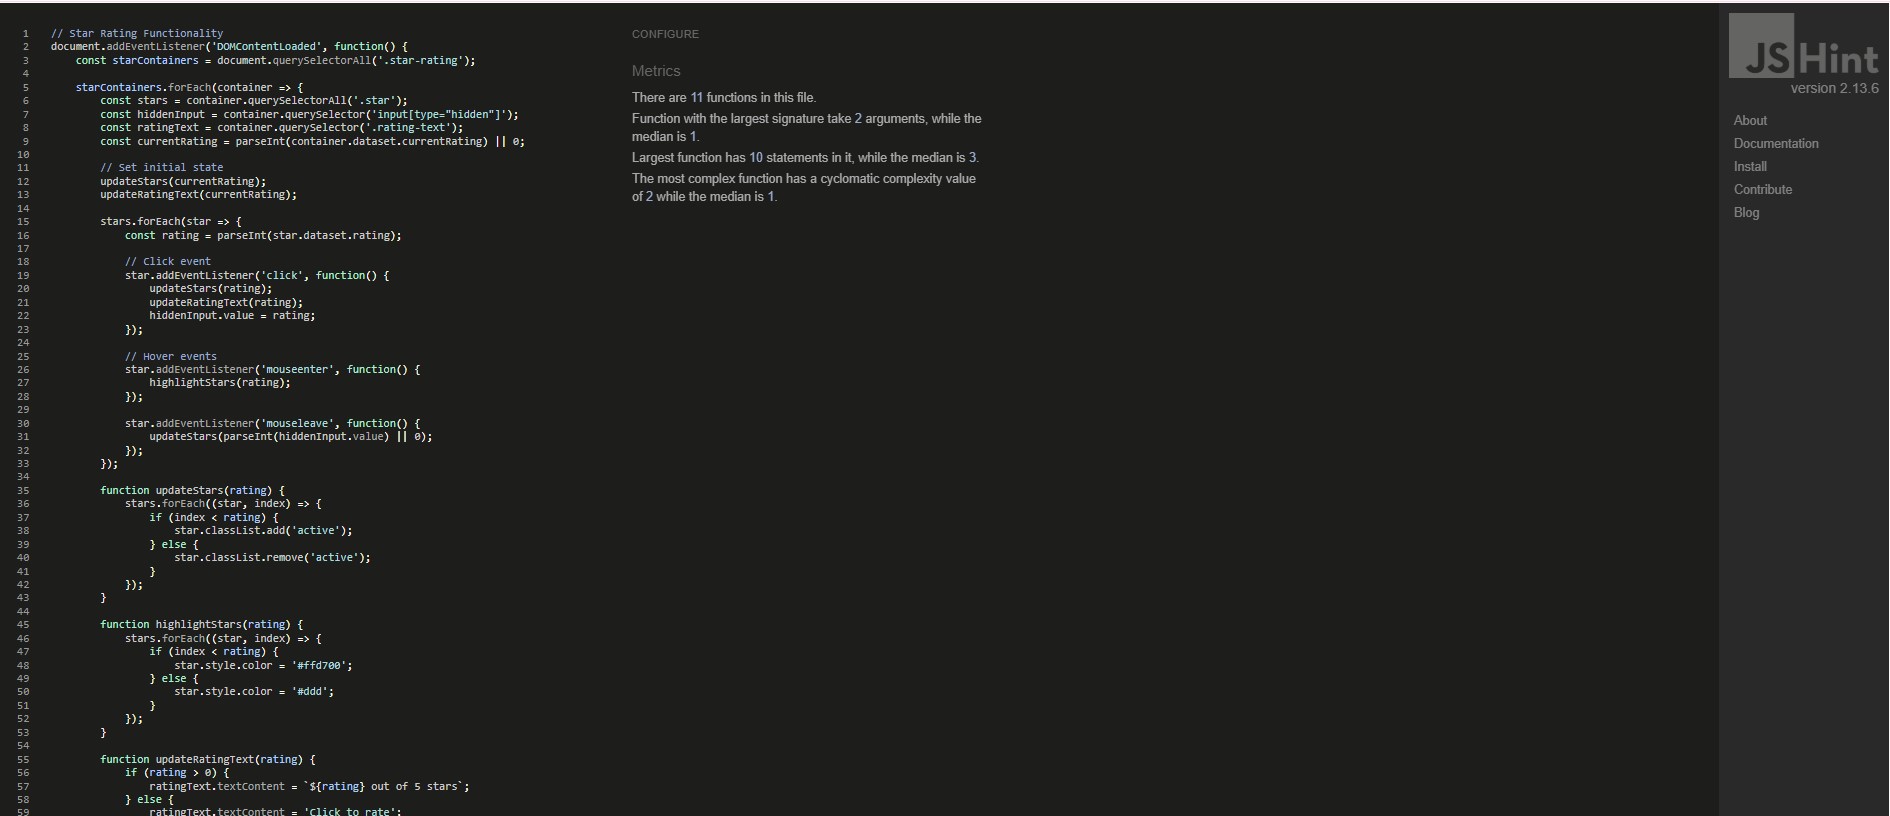 1 // Star Rating Functionality
2 document.addEventListener('DOMContentLoaded', function() {
3 const starContainers = document.querySelectorAll('.star-rating');
4
5 starContainers.forEach(container => {
6 const stars = container.querySelectorAll('.star');
7 const hiddenInput = container.querySelector('input[type="hidden"]');
8 const ratingText = container.querySelector('.rating-text');
9 const currentRating = parseInt(container.dataset.currentRating) || 0;
10
11 // Set initial state
12 updateStars(currentRating);
13 updateRatingText(currentRating);
14
15 stars.forEach(star => {
16 const rating = parseInt(star.dataset.rating);
17
18 // Click event
19 star.addEventListener('click', function() {
20 updateStars(rating);
21 updateRatingText(rating);
22 hiddenInput.value = rating;
23 });
24
25 // Hover events
26 star.addEventListener('mouseenter', function() {
27 highlightStars(rating);
28 });
29
30 star.addEventListener('mouseleave', function() {
31 updateStars(parseInt(hiddenInput.value) || 0);
32 });
33 });
34
35 function updateStars(rating) {
36 stars.forEach((star, index) => {
37 if (index < rating) {
38 star.classList.add('active');
39 } else {
40 star.classList.remove('active');
41 }
42 });
43 }
44
45 function highlightStars(rating) {
46 stars.forEach((star, index) => {
47 if (index < rating) {
48 star.style.color = '#ffd700';
49 } else {
50 star.style.color = '#ddd';
51 }
52 });
53 }
54
55 function updateRatingText(rating) {
56 if (rating > 0) {
57 ratingText.textContent = `${rating} out of 5 stars`;
58 } else {
59 ratingText.textContent = 'Click to rate';
CONFIGURE
Metrics
There are 11 functions in this file.
Function with the largest signature take 2 arguments, while the
median is 1.
Largest function has 10 statements in it, while the median is 3.
The most complex function has a cyclomatic complexity value
of 2 while the median is 1.
JSHint
version 2.13.6
About
Documentation
Install
Contribute
Blog